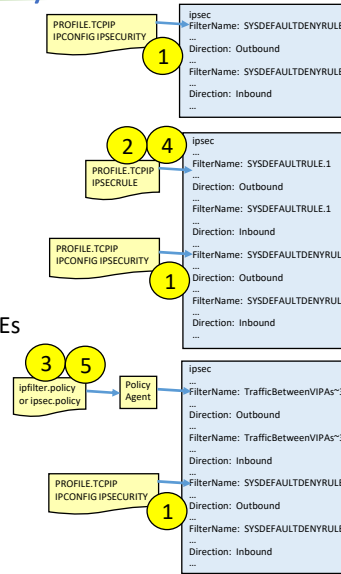 PROFILE.TCPIP
IPCONFIG IPSECURITY
1
ipsec
...
FilterName: SYSDEFAULTDENYRULE
...
Direction: Outbound
...
FilterName: SYSDEFAULTDENYRULE
...
Direction: Inbound
...
2
4
PROFILE.TCPIP
IPSECRULE
ipsec
...
FilterName: SYSDEFAULTRULE.1
...
Direction: Outbound
...
FilterName: SYSDEFAULTRULE.1
...
Direction: Inbound
...
PROFILE.TCPIP
IPCONFIG IPSECURITY
1
FilterName: SYSDEFAULTDENYRUL
...
Direction: Outbound
...
FilterName: SYSDEFAULTDENYRUL
...
Direction: Inbound
...
Es
3
5
ipfilter.policy
or ipsec.policy
Policy
Agent
ipsec
...
FilterName: TrafficBetweenVIPAs~
...
Direction: Outbound
...
FilterName: TrafficBetweenVIPAs~
...
Direction: Inbound
...
PROFILE.TCPIP
IPCONFIG IPSECURITY
1
FilterName: SYSDEFAULTDENYRULE
...
Direction: Outbound
...
FilterName: SYSDEFAULTDENYRULE
...
Direction: Inbound
...